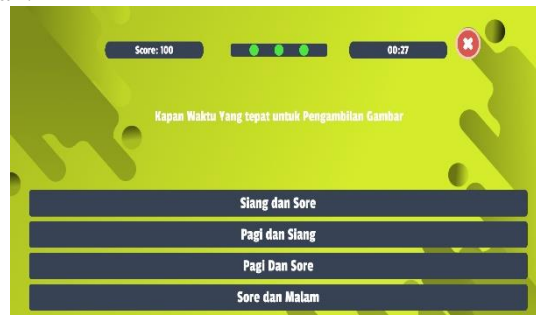 Score: 100
00:27
Kapan Waktu Yang tepat untuk Pengambilan Gambar
Siang dan Sore
Pagi dan Siang
Pagi Dan Sore
Sore dan Malam